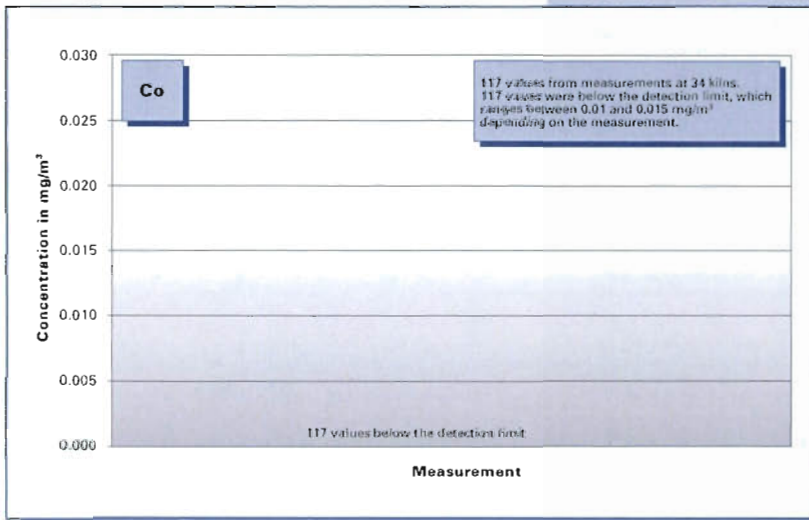 Co
117 values from measurements at 34 kilns.
117 values were below the detection limit, which
ranges between 0.01 and 0.015 mg/m³
depending on the measurement.
Concentration in mg/m³
0.030
0.025
0.020
0.015
0.010
0.005
0.000
117 values below the detection limit
Measurement